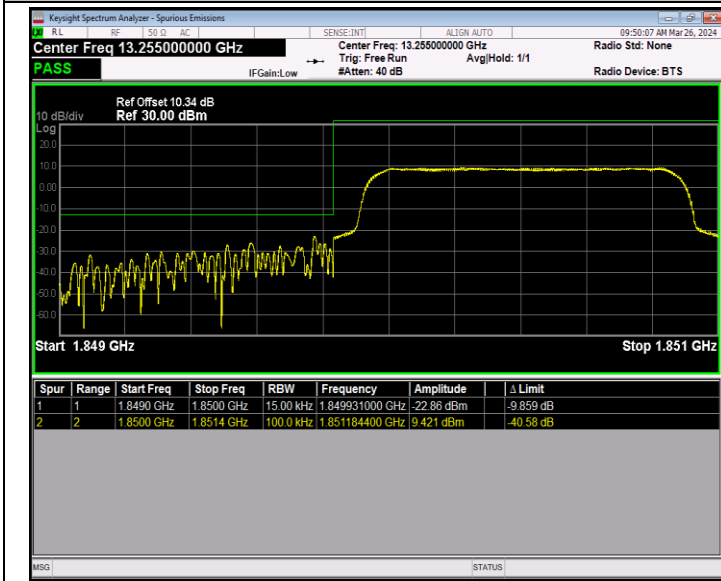 Keysight Spectrum Analyzer - Spurious Emissions
RL RF 50 Ω AC SENSE:INT ALIGN AUTO 09:50:07 AM Mar 26, 2024
Center Freq 13.255000000 GHz Center Freq: 13.255000000 GHz Radio Std: None
Trig: Free Run Avg|Hold: 1/1
PASS IFGain:Low #Atten: 40 dB Radio Device: BTS
Ref Offset 10.34 dB
10 dB/div Ref 30.00 dBm
Log
20.0
10.0
0.00
-10.0
-20.0
-30.0
-40.0
-50.0
-60.0
Start 1.849 GHz Stop 1.851 GHz
Spur Range Start Freq Stop Freq RBW Frequency Amplitude Δ Limit
1 1 1.8490 GHz 1.8500 GHz 15.00 kHz 1.849931000 GHz -22.86 dBm -9.859 dB
2 2 1.8500 GHz 1.8514 GHz 100.0 kHz 1.851184400 GHz 9.421 dBm -40.58 dB
MSG STATUS